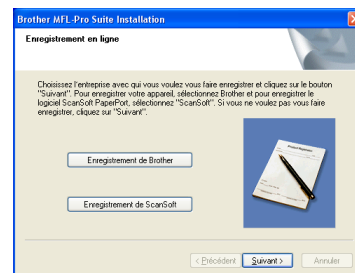 Brother MFL-Pro Suite Installation
Enregistrement en ligne
Choisissez l'entreprise avec qui vous voulez vous faire enregistrer et cliquez sur le bouton
"Suivant". Pour enregistrer votre appareil, sélectionnez Brother et pour enregistrer le
logiciel ScanSoft PaperPort, sélectionnez "ScanSoft". Si vous ne voulez pas vous faire
enregistrer, cliquez sur "Suivant".
Enregistrement de Brother
Enregistrement de ScanSoft
< Précédent
Suivant >
Annuler